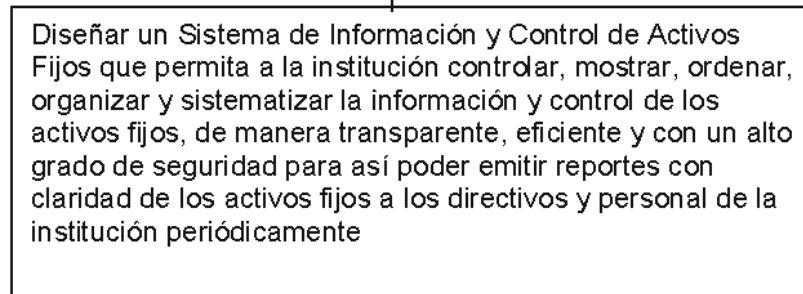 Diseñar un Sistema de Información y Control de Activos
Fijos que permita a la institución controlar, mostrar, ordenar,
organizar y sistematizar la información y control de los
activos fijos, de manera transparente, eficiente y con un alto
grado de seguridad para así poder emitir reportes con
claridad de los activos fijos a los directivos y personal de la
institución periódicamente